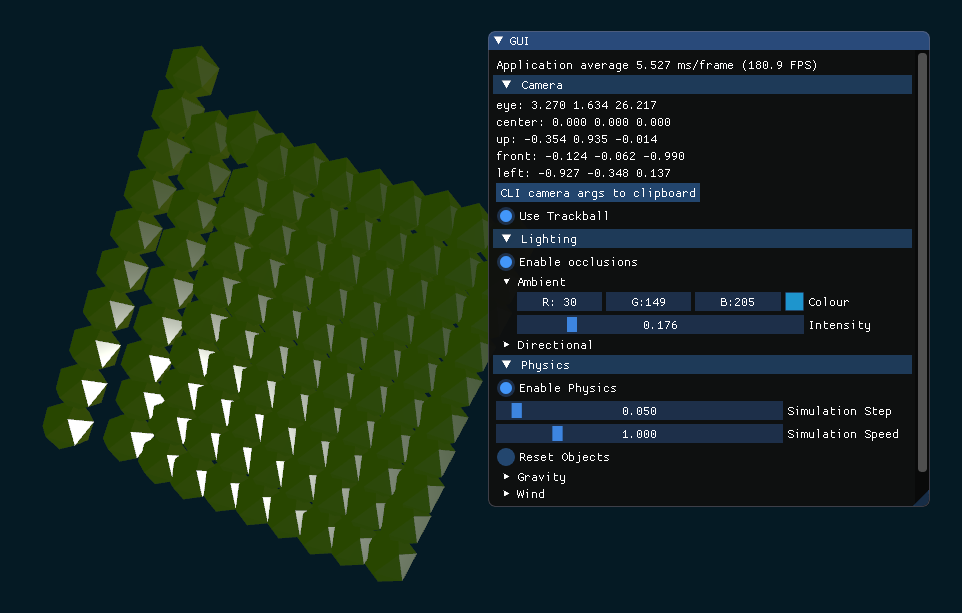 GUI
Application average 5.527 ms/frame (180.9 FPS)
Camera
eye: 3.270 1.634 26.217
center: 0.000 0.000 0.000
up: -0.354 0.935 -0.014
front: -0.124 -0.062 -0.990
left: -0.927 -0.348 0.137
CLI camera args to clipboard
Use Trackball
Lighting
Enable occlusions
Ambient
R: 30 G:149 B:205 Colour
0.176 Intensity
Directional
Physics
Enable Physics
0.050 Simulation Step
1.000 Simulation Speed
Reset Objects
Gravity
Wind